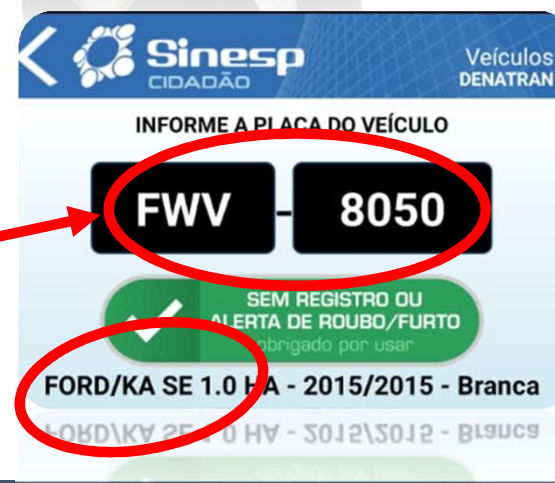 Sinesp
CIDADÃO
Veículos
DENATRAN
INFORME A PLACA DO VEÍCULO
FWV - 8050
SEM REGISTRO OU
ALERTA DE ROUBO/FURTO
obrigado por usar
FORD/KA SE 1.0 HA - 2015/2015 - Branca